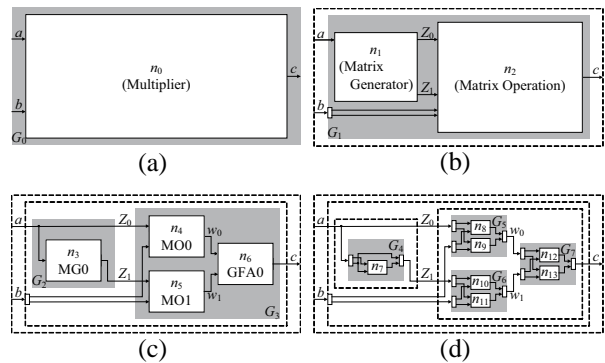 a
n0
(Multiplier)
c
b
G0
(a)
a
n1
(Matrix
Generator)
Z0
Z1
n2
(Matrix Operation)
c
b
G1
(b)
a
Z0
n3
MG0
G2
Z1
n4
MO0
w0
n5
MO1
w1
n6
GFA0
c
b
G3
(c)
a
Z0
G4
n7
Z1
n8
n9
G5
w0
n10
n11
G6
w1
n12
n13
G7
c
b
(d)